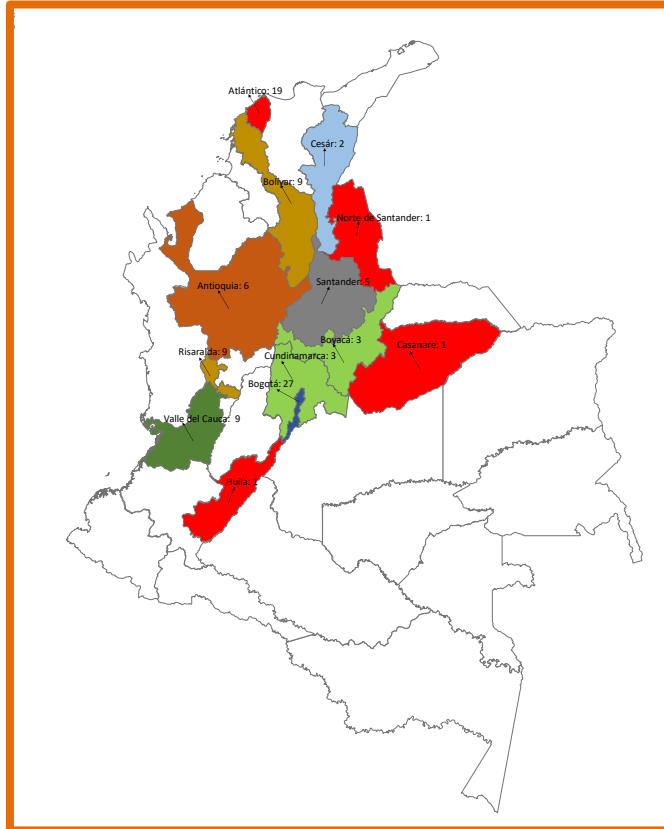 Atlántico: 19
Cesár: 2
Bolívar: 9
Norte de Santander: 1
Antioquia: 6
Santander: 5
Boyacá: 3
Casanare: 1
Risaralda: 9
Cundinamarca: 3
Bogotá: 27
Valle del Cauca: 9
Huila: 1